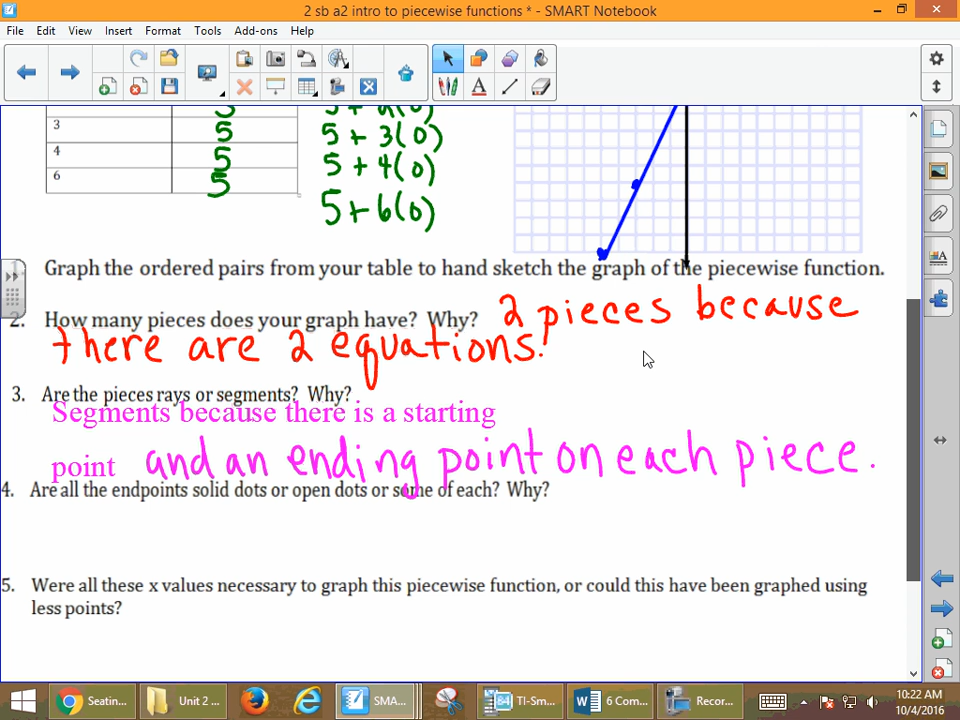 2 sb a2 intro to piecewise functions * - SMART Notebook
File Edit View Insert Format Tools Add-ons Help
3 5 5 + 3(0)
4 5 5 + 4(0)
6 5 5 + 6(0)
Graph the ordered pairs from your table to hand sketch the graph of the piecewise function.
2. How many pieces does your graph have? Why? 2 pieces because
there are 2 equations.
3. Are the pieces rays or segments? Why?
Segments because there is a starting
point and an ending point on each piece.
4. Are all the endpoints solid dots or open dots or some of each? Why?
5. Were all these x values necessary to graph this piecewise function, or could this have been graphed using
less points?
Seatin... Unit 2 ... SMA... TI-Sm... 6 Com... Recor... 10:22 AM
10/4/2016